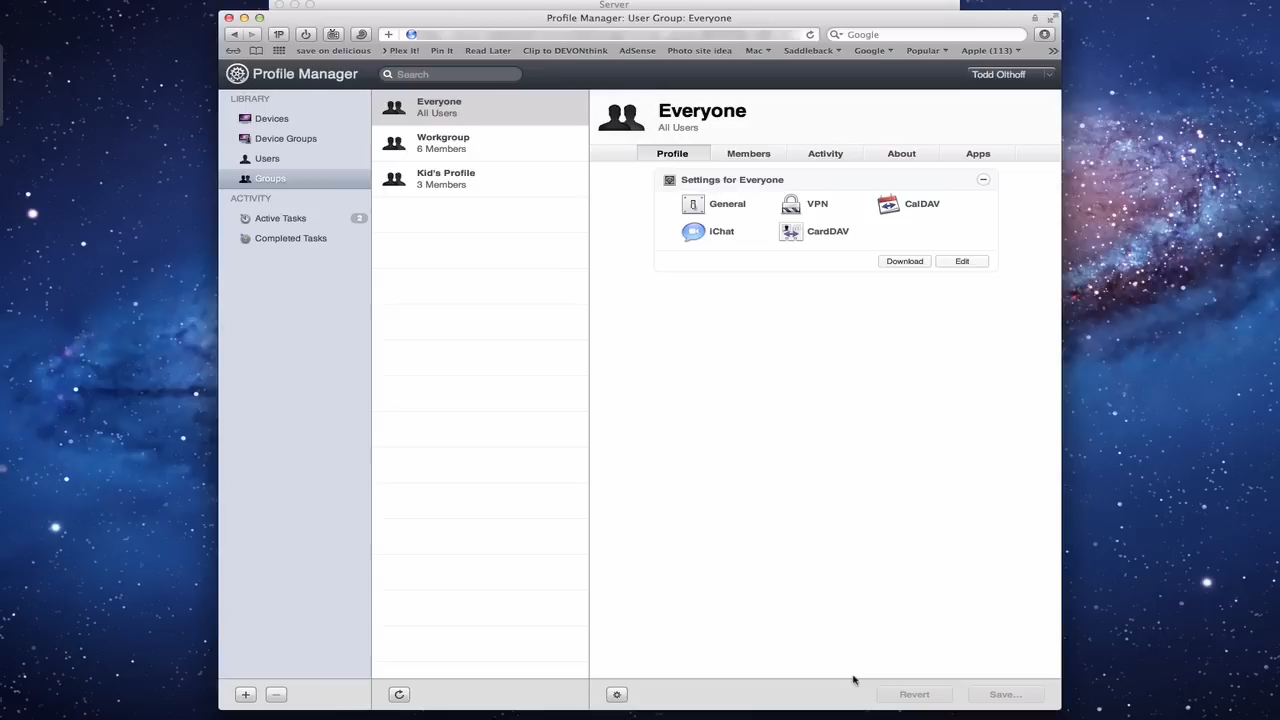 Server
Profile Manager: User Group: Everyone
1P
Google
save on delicious
> Plex It!
Pin It
Read Later
Clip to DEVONthink
AdSense
Photo site idea
Mac
Saddleback
Google
Popular
Apple (113)
Profile Manager
Search
Todd Olthoff
LIBRARY
Devices
Device Groups
Users
Groups
ACTIVITY
Active Tasks 2
Completed Tasks
Everyone
All Users
Workgroup
6 Members
Kid's Profile
3 Members
Everyone
All Users
Profile
Members
Activity
About
Apps
Settings for Everyone
General
VPN
CalDAV
iChat
CardDAV
Download
Edit
Revert
Save...